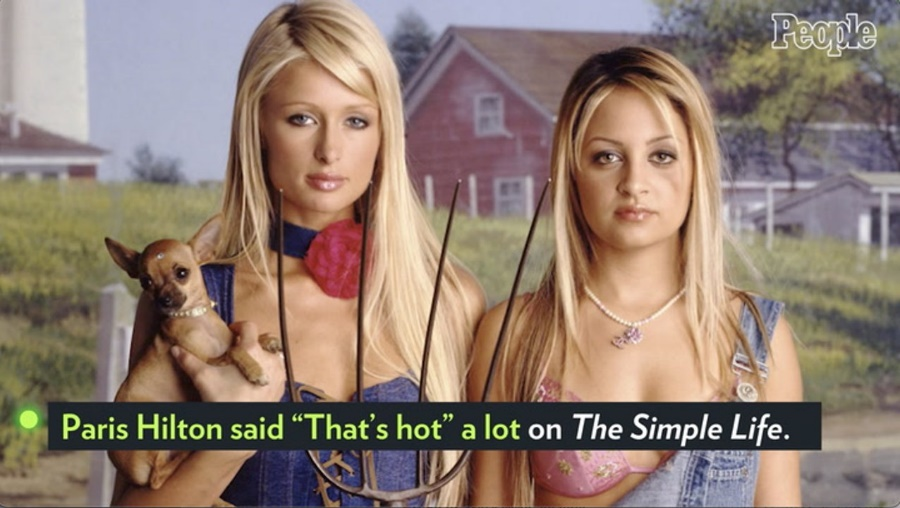 People
Paris Hilton said “That’s hot” a lot on The Simple Life.